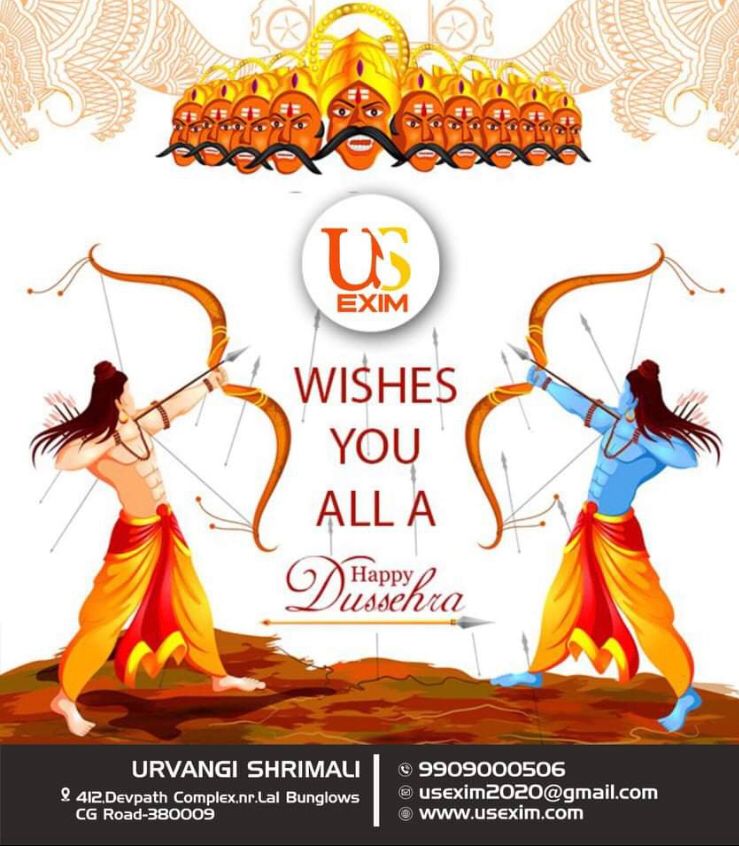 US
EXIM
WISHES
YOU
ALL A
Happy
Dussehra
URVANGI SHRIMALI
412.Devpath Complex.nr.Lal Bunglows
CG Road-380009
9909000506
usexim2020@gmail.com
www.usexim.com